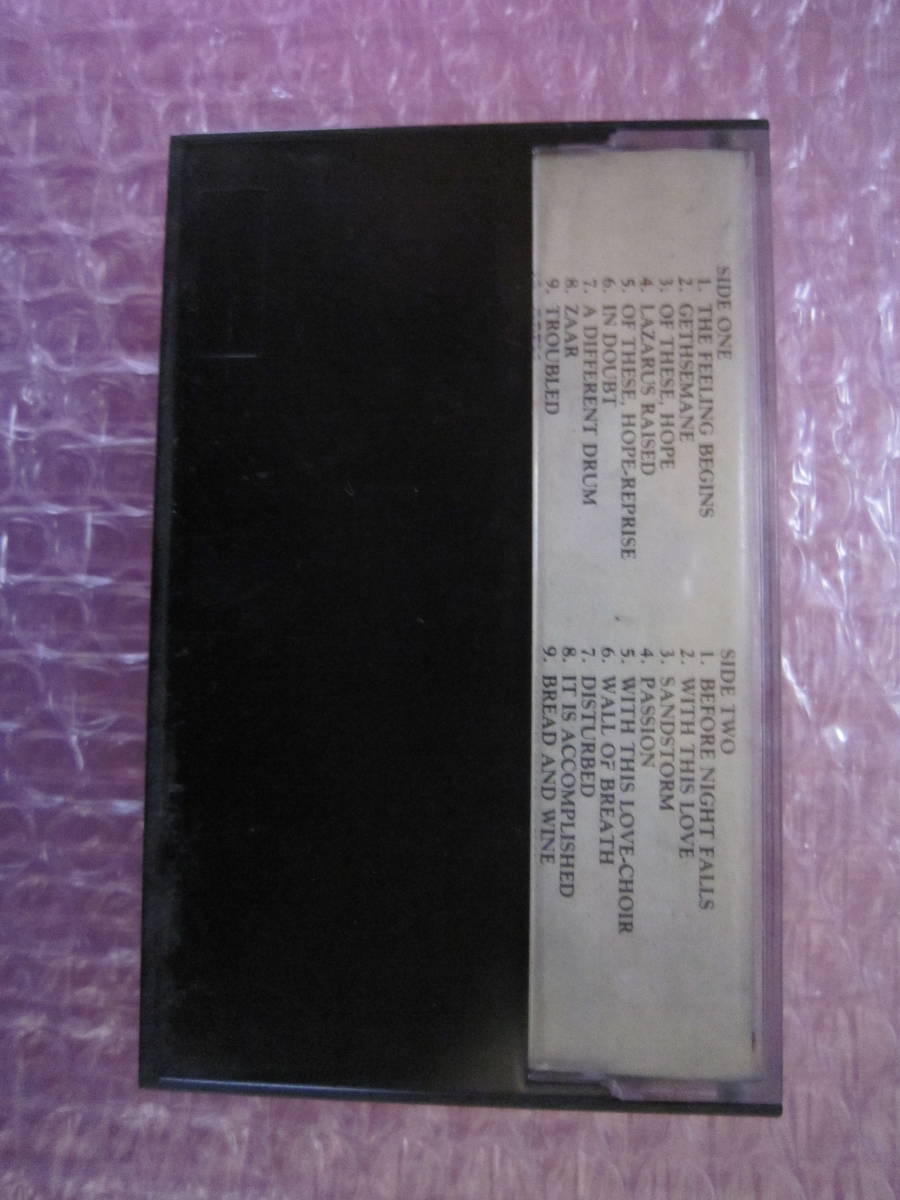 SIDE ONE
1. THE FEELING BEGINS
2. GETHSEMANE
3. OF THESE, HOPE
4. LAZARUS RAISED
5. OF THESE, HOPE-REPRISE
6. IN DOUBT
7. A DIFFERENT DRUM
8. ZAAR
9. TROUBLED
SIDE TWO
1. BEFORE NIGHT FALLS
2. WITH THIS LOVE
3. SANDSTORM
4. PASSION
5. WITH THIS LOVE-CHOIR
6. WALL OF BREATH
7. DISTURBED
8. IT IS ACCOMPLISHED
9. BREAD AND WINE